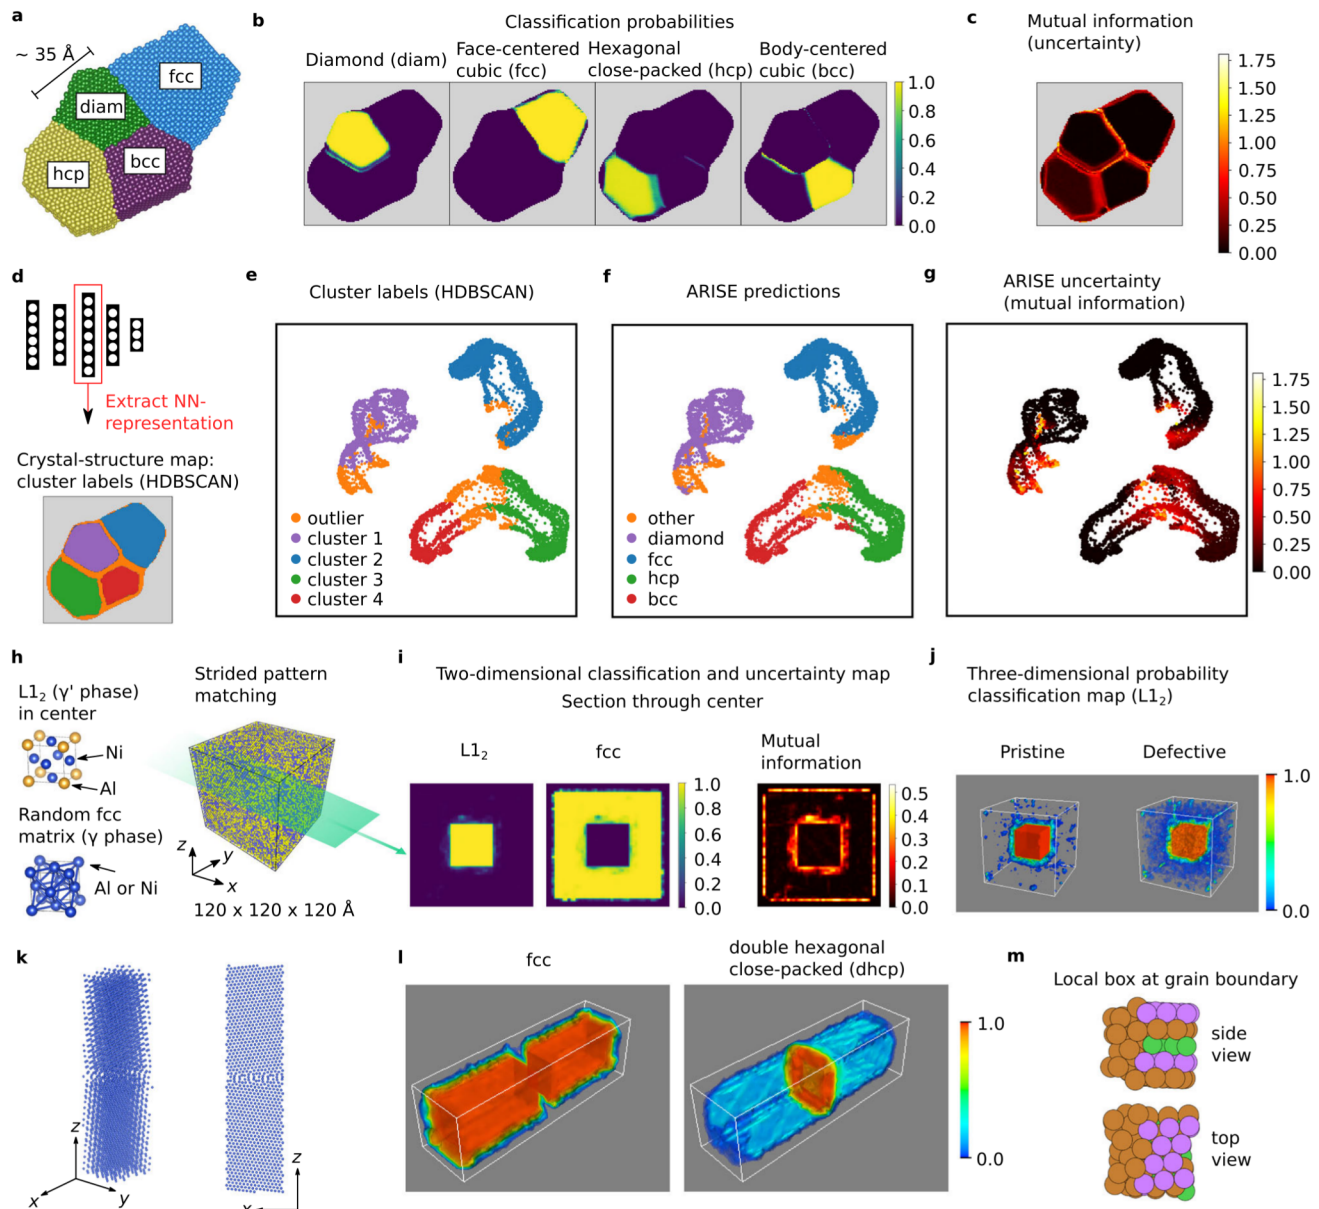 a
~ 35 Å
fcc
diam
bcc
hcp
b
Classification probabilities
Diamond (diam)
Face-centered
cubic (fcc)
Hexagonal
close-packed (hcp)
Body-centered
cubic (bcc)
1.0
0.8
0.6
0.4
0.2
0.0
c
Mutual information
(uncertainty)
1.75
1.50
1.25
1.00
0.75
0.50
0.25
0.00
d
Extract NN-
representation
Crystal-structure map:
cluster labels (HDBSCAN)
e
Cluster labels (HDBSCAN)
outlier
cluster 1
cluster 2
cluster 3
cluster 4
f
ARISE predictions
other
diamond
fcc
hcp
bcc
g
ARISE uncertainty
(mutual information)
1.75
1.50
1.25
1.00
0.75
0.50
0.25
0.00
h
L1₂ (γ' phase)
in center
Ni
Al
Random fcc
matrix (γ phase)
Al or Ni
Strided pattern
matching
z
y
x
120 x 120 x 120 Å
i
Two-dimensional classification and uncertainty map
Section through center
L1₂
fcc
1.0
0.8
0.6
0.4
0.2
0.0
Mutual
information
0.5
0.4
0.3
0.2
0.1
0.0
j
Three-dimensional probability
classification map (L1₂)
Pristine
Defective
1.0
0.0
k
z
x
y
z
x
l
fcc
double hexagonal
close-packed (dhcp)
1.0
0.0
m
Local box at grain boundary
side
view
top
view